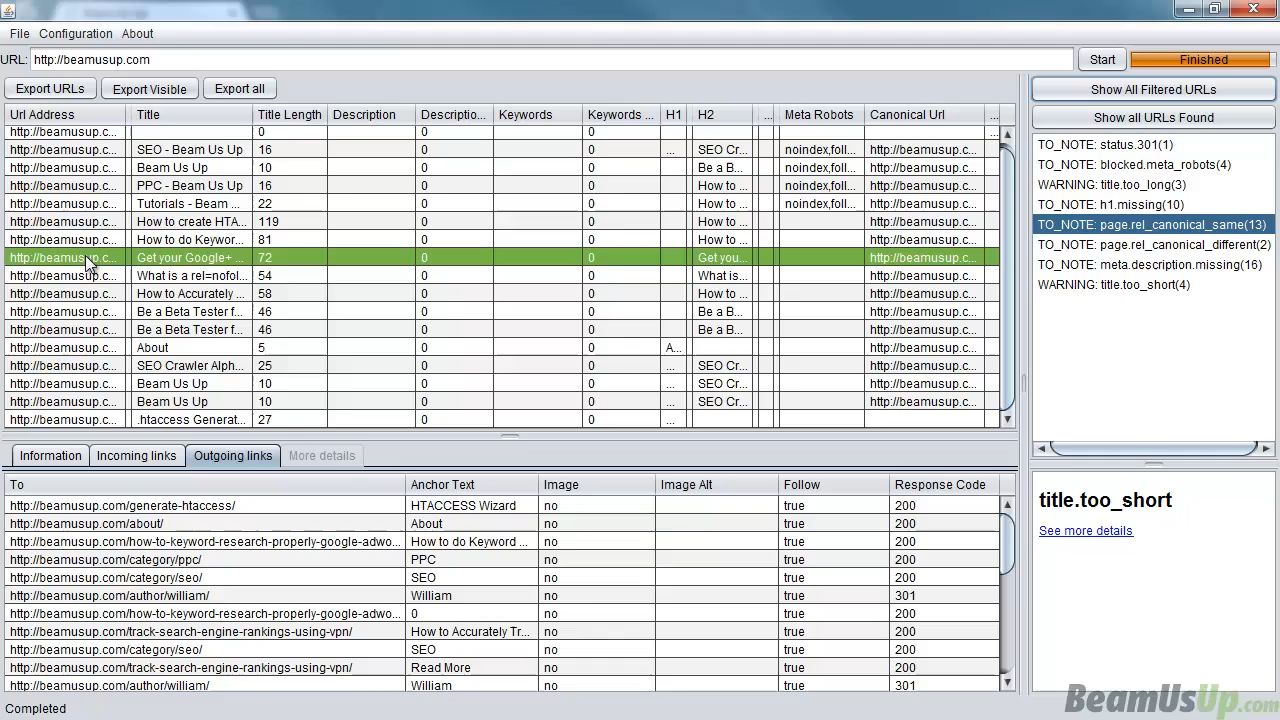 File Configuration About
URL: http://beamusup.com Start Finished
Export URLs Export Visible Export all Show All Filtered URLs
Show all URLs Found
Url Address Title Title Length Description Descriptio... Keywords Keywords ... H1 H2 ... Meta Robots Canonical Url ...
http://beamusup.c... 0 0 0 ...
http://beamusup.c... SEO - Beam Us Up 16 0 0 ... SEO Cr... noindex,foll... http://beamusup.c...
http://beamusup.c... Beam Us Up 10 0 0 Be a B... noindex,foll... http://beamusup.c...
http://beamusup.c... PPC - Beam Us Up 16 0 0 How to ... noindex,foll... http://beamusup.c...
http://beamusup.c... Tutorials - Beam ... 22 0 0 How to ... noindex,foll... http://beamusup.c...
http://beamusup.c... How to create HTA... 119 0 0 How to ... http://beamusup.c...
http://beamusup.c... How to do Keywor... 81 0 0 How to ... http://beamusup.c...
http://beamusup.c... Get your Google+ ... 72 0 0 Get you... http://beamusup.c...
http://beamusup.c... What is a rel=nofol... 54 0 0 What is... http://beamusup.c...
http://beamusup.c... How to Accurately ... 58 0 0 How to ... http://beamusup.c...
http://beamusup.c... Be a Beta Tester f... 46 0 0 Be a B... http://beamusup.c...
http://beamusup.c... Be a Beta Tester f... 46 0 0 Be a B... http://beamusup.c...
http://beamusup.c... About 5 0 0 A... http://beamusup.c...
http://beamusup.c... SEO Crawler Alph... 25 0 0 ... SEO Cr... http://beamusup.c...
http://beamusup.c... Beam Us Up 10 0 0 ... SEO Cr... http://beamusup.c...
http://beamusup.c... Beam Us Up 10 0 0 ... SEO Cr... http://beamusup.c...
http://beamusup.c... .htaccess Generat... 27 0 0 ...
TO_NOTE: status.301(1)
TO_NOTE: blocked.meta_robots(4)
WARNING: title.too_long(3)
TO_NOTE: h1.missing(10)
TO_NOTE: page.rel_canonical_same(13)
TO_NOTE: page.rel_canonical_different(2)
TO_NOTE: meta.description.missing(16)
WARNING: title.too_short(4)
Information Incoming links Outgoing links More details
To Anchor Text Image Image Alt Follow Response Code
http://beamusup.com/generate-htaccess/ HTACCESS Wizard no true 200
http://beamusup.com/about/ About no true 200
http://beamusup.com/how-to-keyword-research-properly-google-adwo... How to do Keyword ... no true 200
http://beamusup.com/category/ppc/ PPC no true 200
http://beamusup.com/category/seo/ SEO no true 200
http://beamusup.com/author/william/ William no true 301
http://beamusup.com/how-to-keyword-research-properly-google-adwo... 0 no true 200
http://beamusup.com/track-search-engine-rankings-using-vpn/ How to Accurately Tr... no true 200
http://beamusup.com/category/seo/ SEO no true 200
http://beamusup.com/track-search-engine-rankings-using-vpn/ Read More no true 200
http://beamusup.com/author/william/ William no true 301
title.too_short
See more details
Completed
BeamUsUp.com